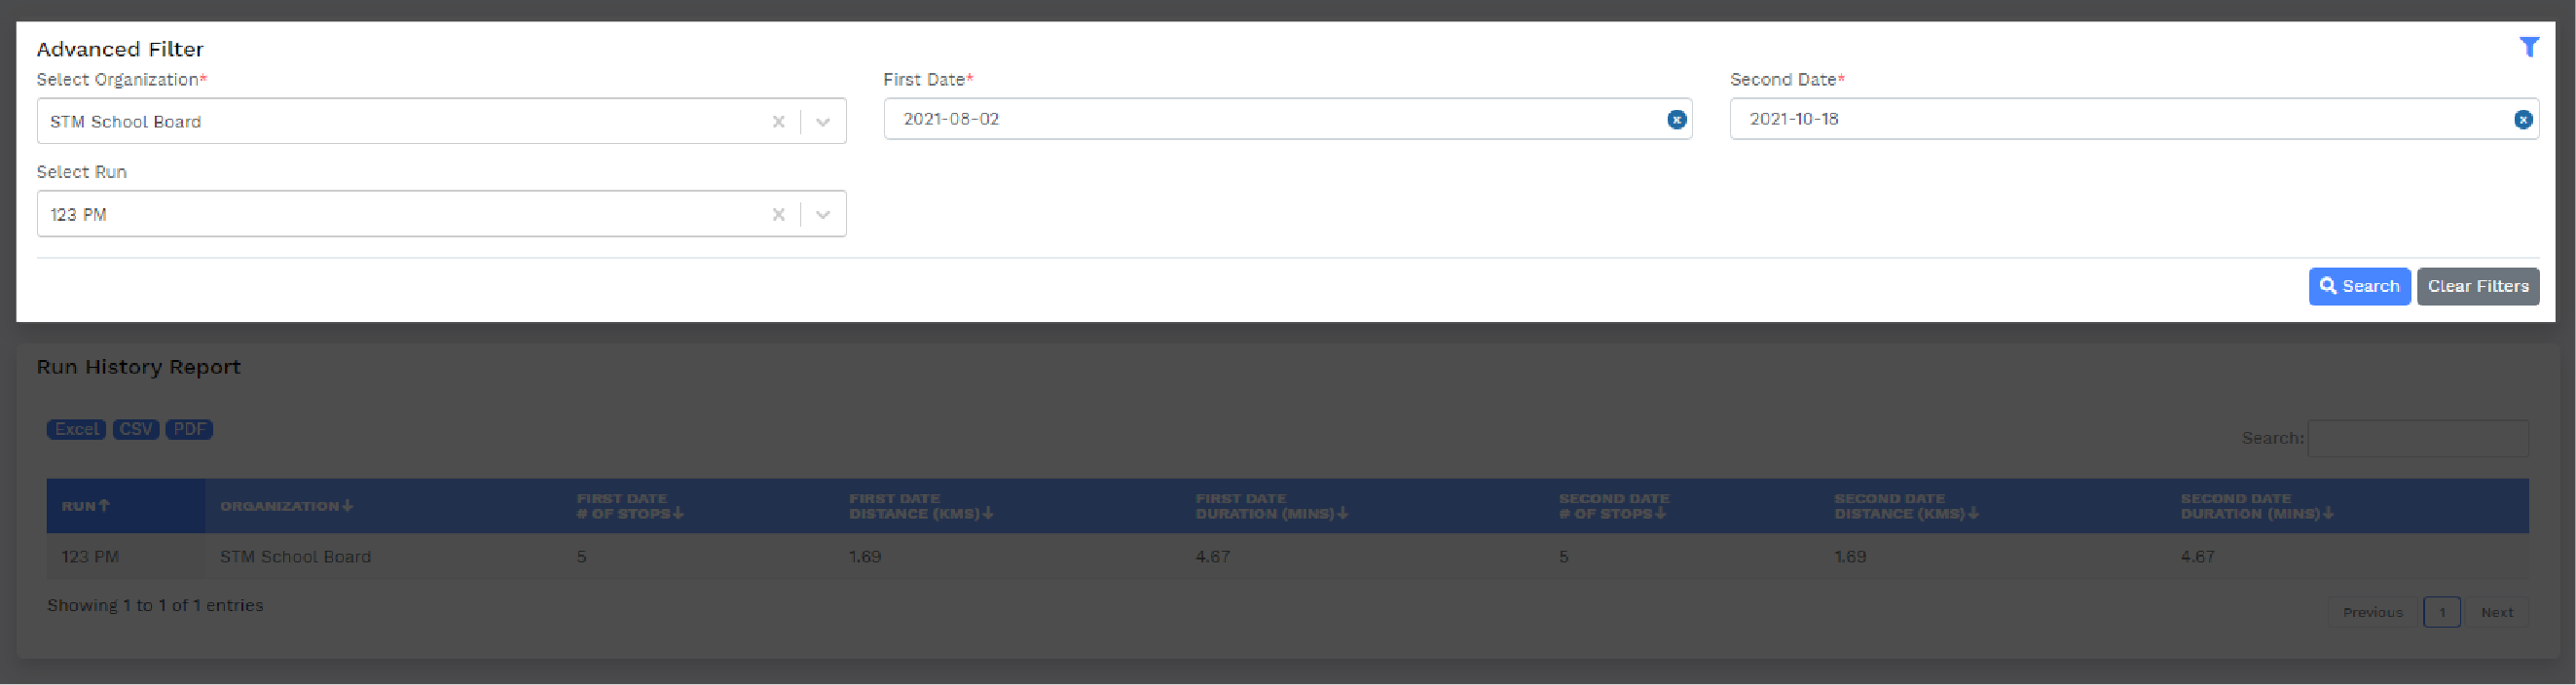 Advanced Filter
Select Organization* First Date* Second Date*
STM School Board 2021-08-02 2021-10-18
Select Run
123 PM
Search Clear Filters
Run History Report
Excel CSV PDF
Search:
RUN ORGANIZATION FIRST DATE # OF STOPS FIRST DATE DISTANCE (KMS) FIRST DATE DURATION (MINS) SECOND DATE # OF STOPS SECOND DATE DISTANCE (KMS) SECOND DATE DURATION (MINS)
123 PM STM School Board 5 1.69 4.67 5 1.69 4.67
Showing 1 to 1 of 1 entries
Previous 1 Next